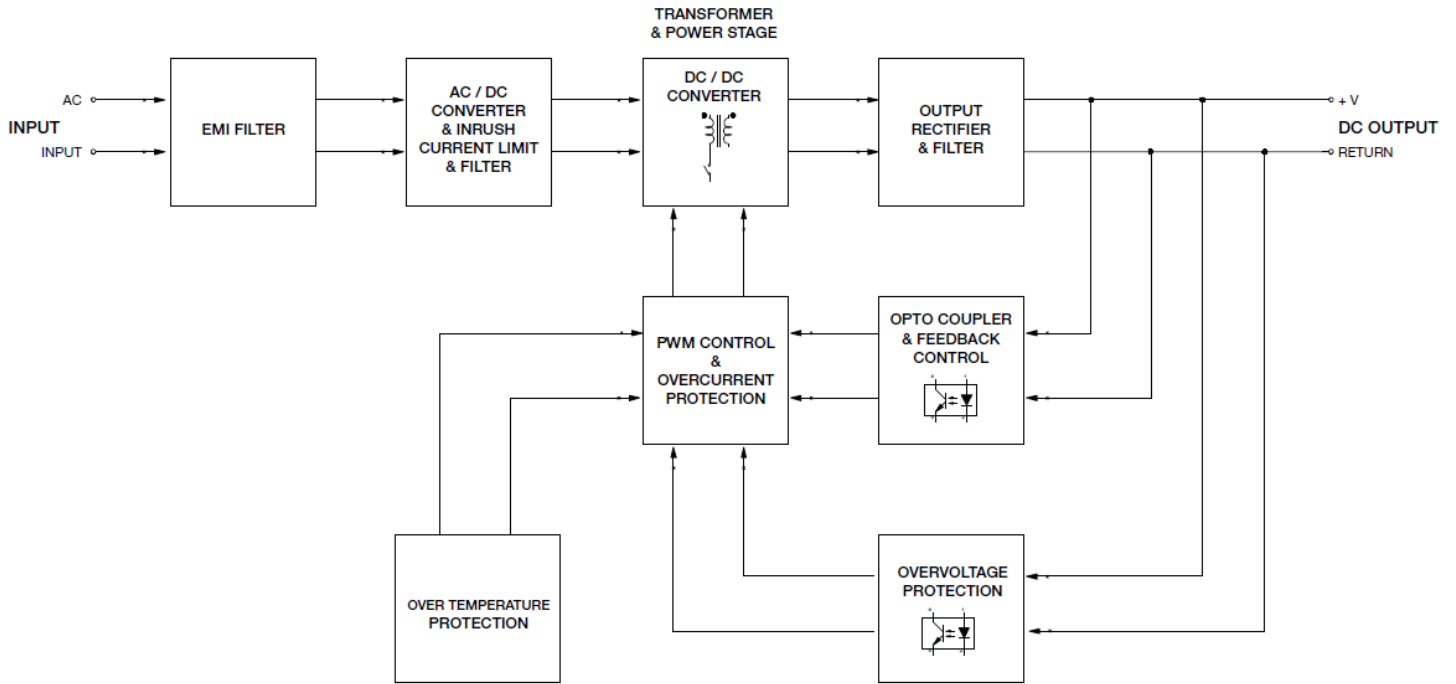 TRANSFORMER
& POWER STAGE
INPUT
AC
INPUT
EMI FILTER
AC / DC
CONVERTER
& INRUSH
CURRENT LIMIT
& FILTER
DC / DC
CONVERTER
OUTPUT
RECTIFIER
& FILTER
+ V
DC OUTPUT
RETURN
PWM CONTROL
&
OVERCURRENT
PROTECTION
OPTO COUPLER
& FEEDBACK
CONTROL
OVER TEMPERATURE
PROTECTION
OVERVOLTAGE
PROTECTION